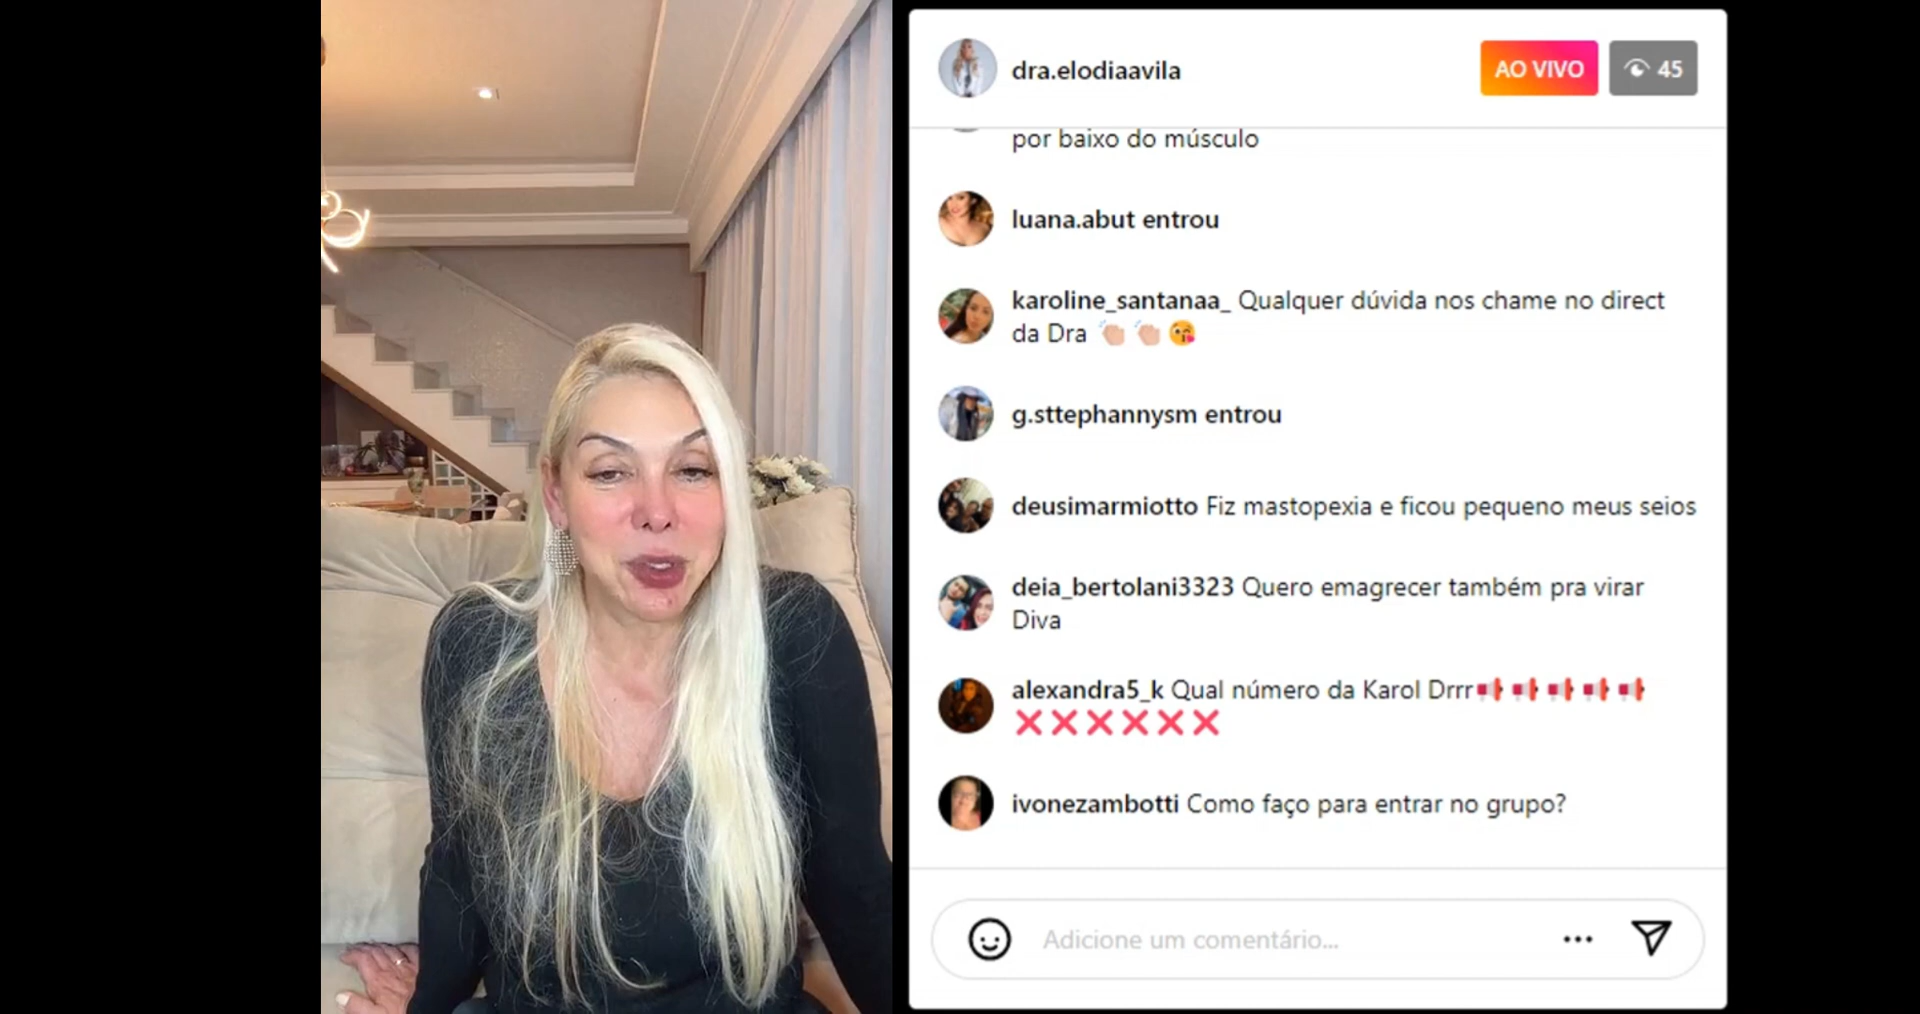 dra.elodiaavila
AO VIVO
45
por baixo do músculo
luana.abut entrou
karoline_santanaa_ Qualquer dúvida nos chame no direct
da Dra 👏🏻👏🏻😘
g.sttephannysm entrou
deusimarmiotto Fiz mastopexia e ficou pequeno meus seios
deia_bertolani3323 Quero emagrecer também pra virar
Diva
alexandra5_k Qual número da Karol Drrr📢📢📢📢📢
❌❌❌❌❌❌
ivonezambotti Como faço para entrar no grupo?
Adicione um comentário...